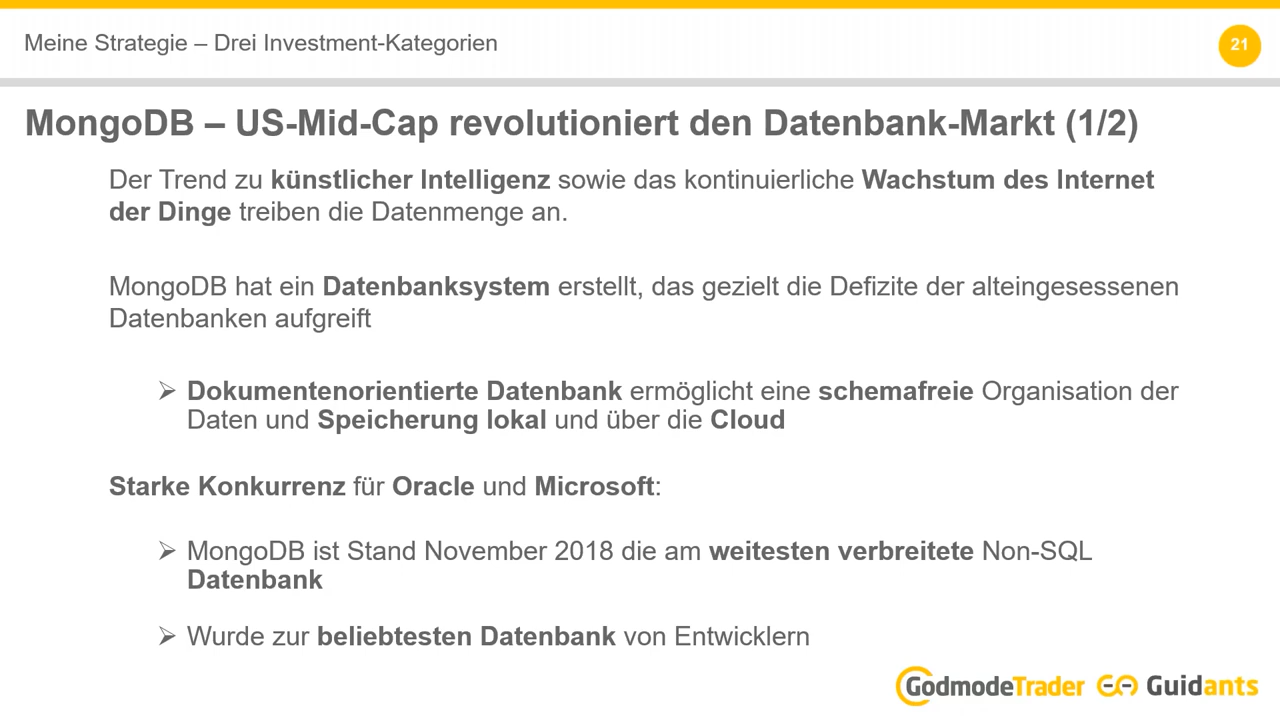 Meine Strategie – Drei Investment-Kategorien
21
MongoDB – US-Mid-Cap revolutioniert den Datenbank-Markt (1/2)
Der Trend zu künstlicher Intelligenz sowie das kontinuierliche Wachstum des Internet
der Dinge treiben die Datenmenge an.
MongoDB hat ein Datenbanksystem erstellt, das gezielt die Defizite der alteingesessenen
Datenbanken aufgreift
➢ Dokumentenorientierte Datenbank ermöglicht eine schemafreie Organisation der
Daten und Speicherung lokal und über die Cloud
Starke Konkurrenz für Oracle und Microsoft:
➢ MongoDB ist Stand November 2018 die am weitesten verbreitete Non-SQL
Datenbank
➢ Wurde zur beliebtesten Datenbank von Entwicklern
GodmodeTrader Guidants